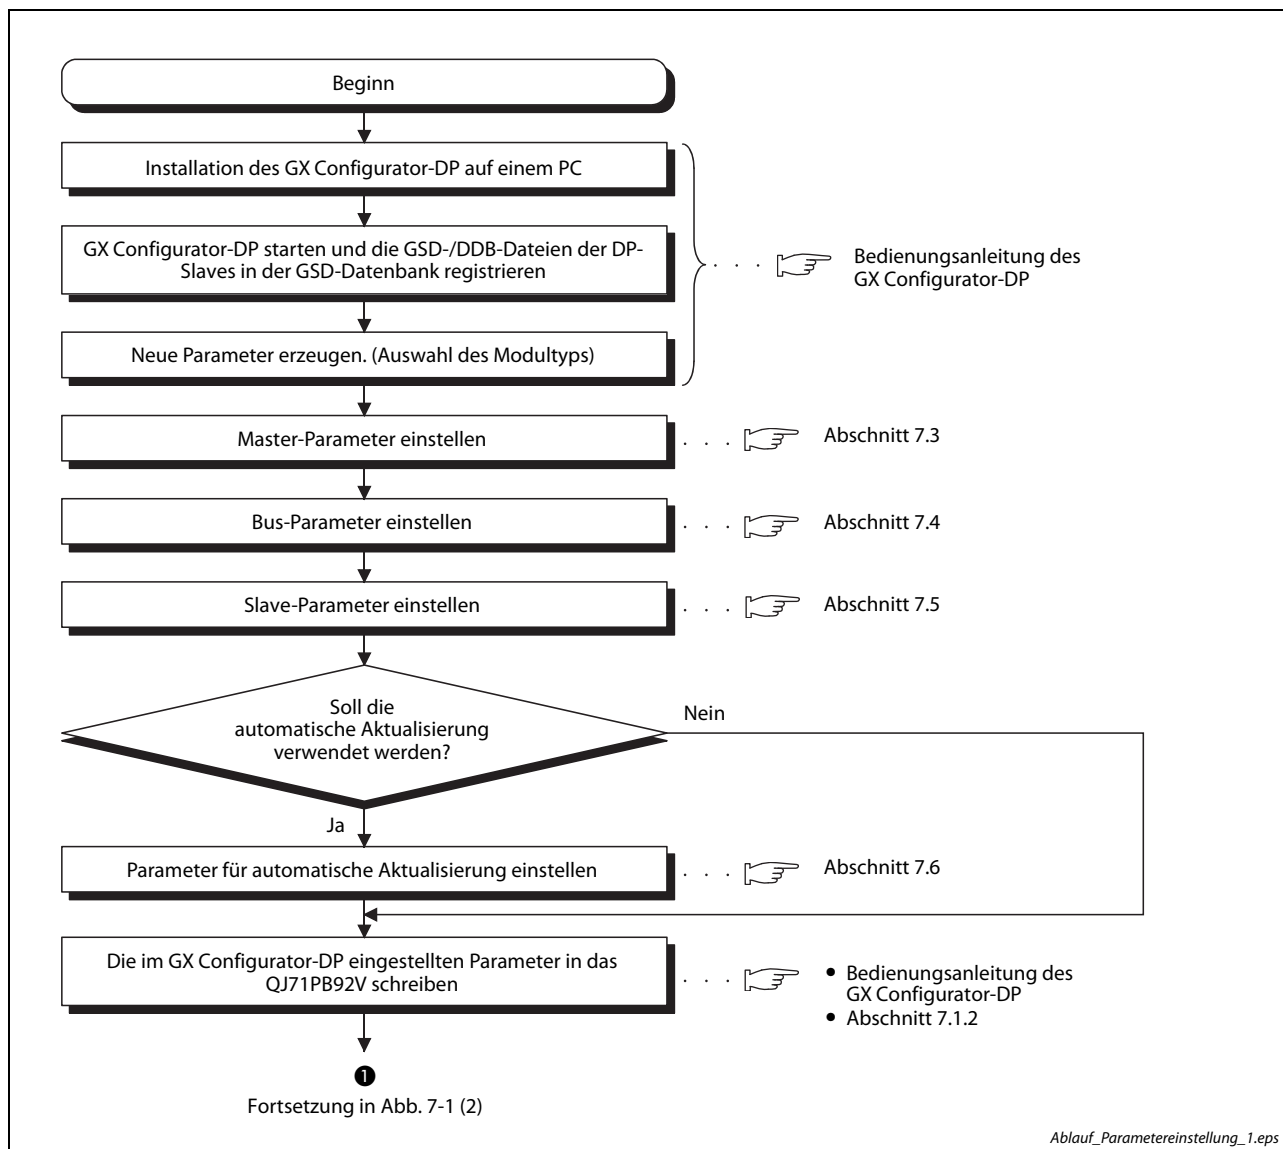 Beginn
Installation des GX Configurator-DP auf einem PC
GX Configurator-DP starten und die GSD-/DDB-Dateien der DP-
Slaves in der GSD-Datenbank registrieren
Bedienungsanleitung des
GX Configurator-DP
Neue Parameter erzeugen. (Auswahl des Modultyps)
Master-Parameter einstellen
Abschnitt 7.3
Bus-Parameter einstellen
Abschnitt 7.4
Slave-Parameter einstellen
Abschnitt 7.5
Soll die
automatische Aktualisierung
verwendet werden?
Nein
Ja
Parameter für automatische Aktualisierung einstellen
Abschnitt 7.6
Die im GX Configurator-DP eingestellten Parameter in das
QJ71PB92V schreiben
• Bedienungsanleitung des
GX Configurator-DP
• Abschnitt 7.1.2
❶
Fortsetzung in Abb. 7-1 (2)
Ablauf_Parametereinstellung_1.eps